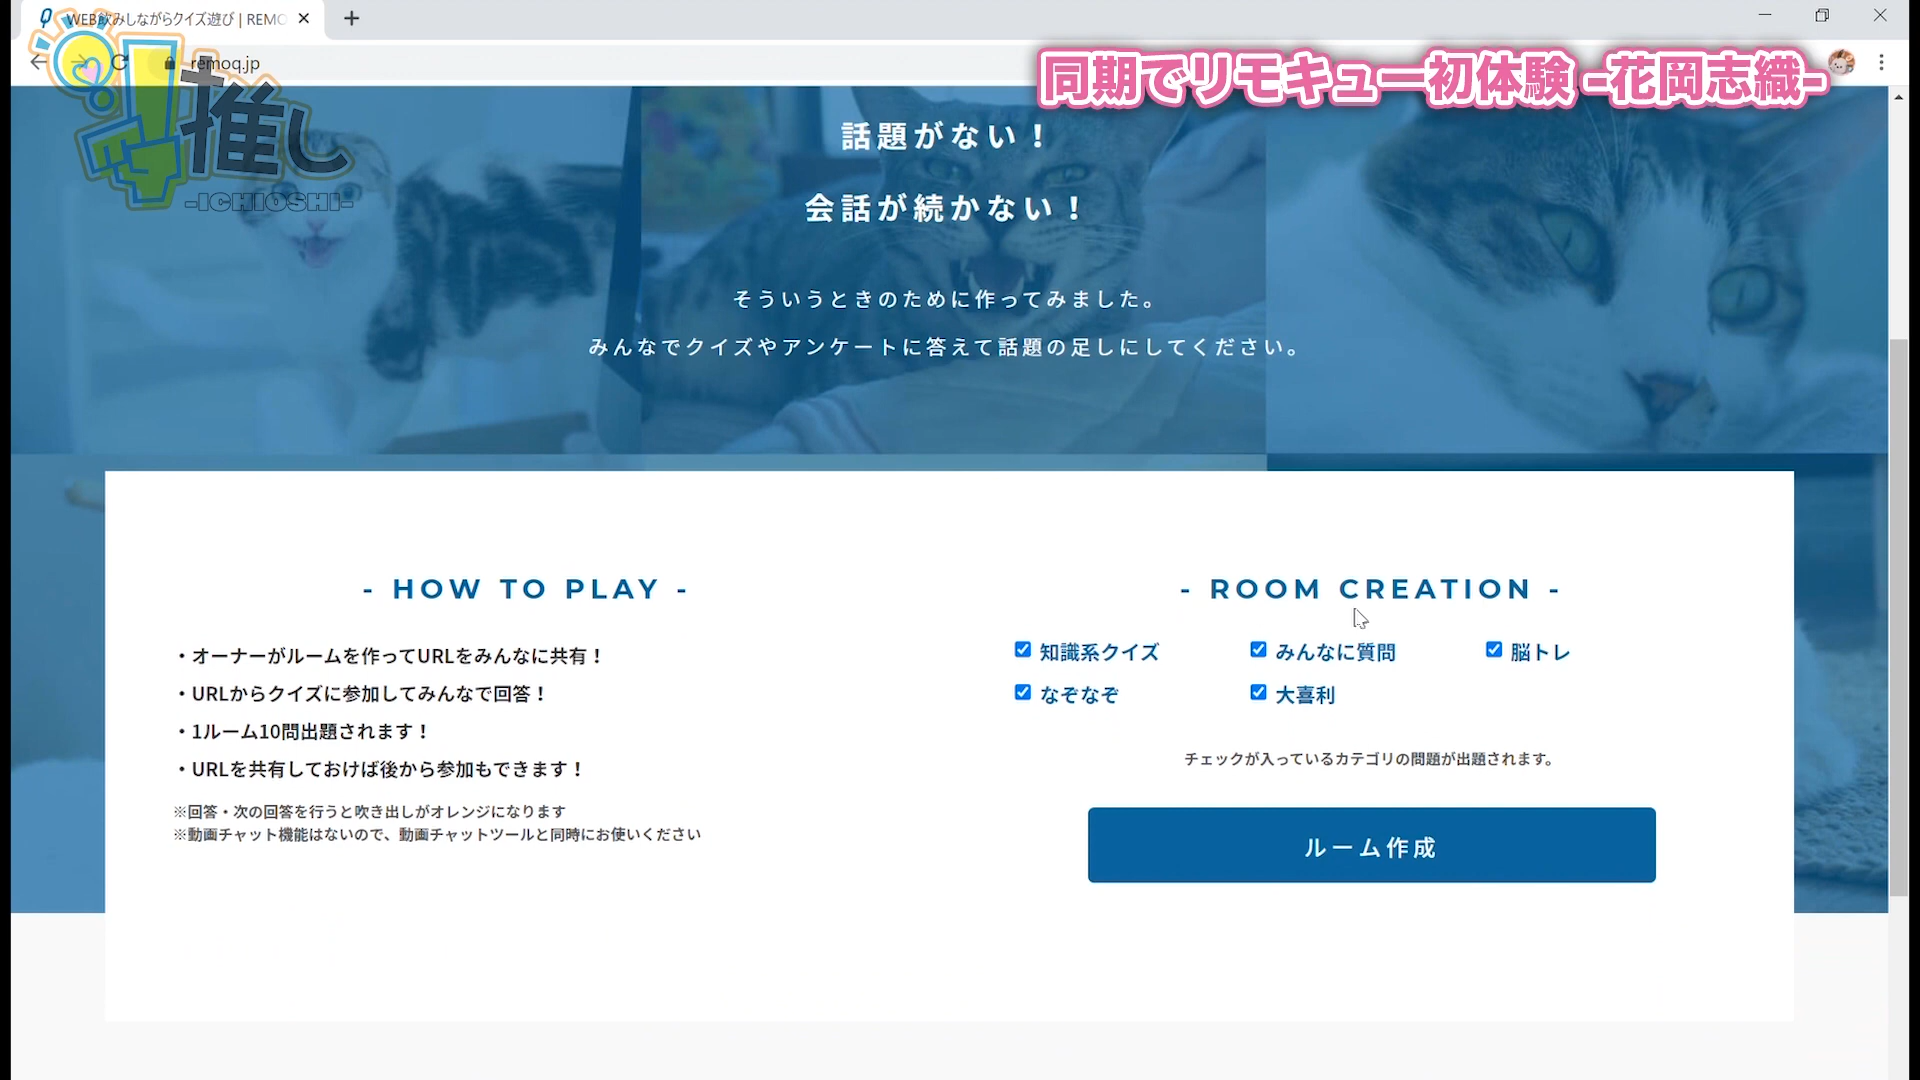 WEB飲みしながらクイズ遊び | REMO
remoq.jp
推し
-ICHIOSHI-
同期でリモキュー初体験 -花岡志織-
話題がない！
会話が続かない！
そういうときのために作ってみました。
みんなでクイズやアンケートに答えて話題の足しにしてください。
- HOW TO PLAY -
・オーナーがルームを作ってURLをみんなに共有！
・URLからクイズに参加してみんなで回答！
・1ルーム10問出題されます！
・URLを共有しておけば後から参加もできます！
※回答・次の回答を行うと吹き出しがオレンジになります
※動画チャット機能はないので、動画チャットツールと同時にお使いください
- ROOM CREATION -
知識系クイズ みんなに質問 脳トレ
なぞなぞ 大喜利
チェックが入っているカテゴリの問題が出題されます。
ルーム作成